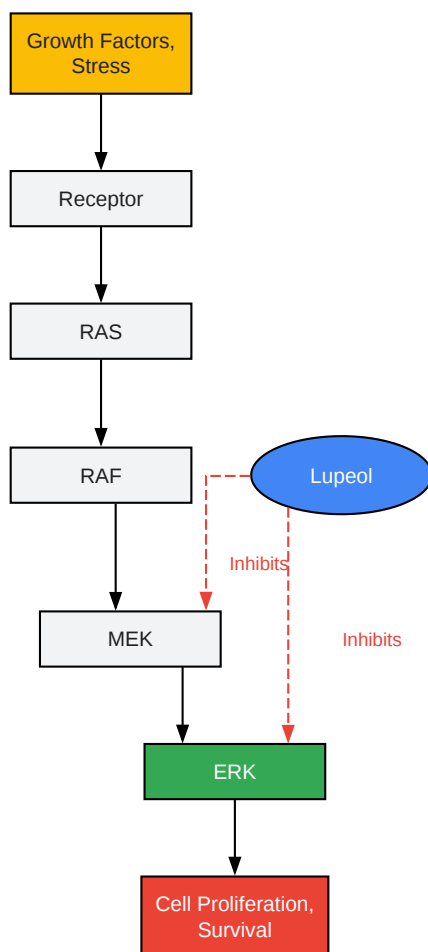 Growth Factors,
Stress
Receptor
RAS
RAF
Lupeol
Inhibits
MEK
Inhibits
ERK
Cell Proliferation,
Survival